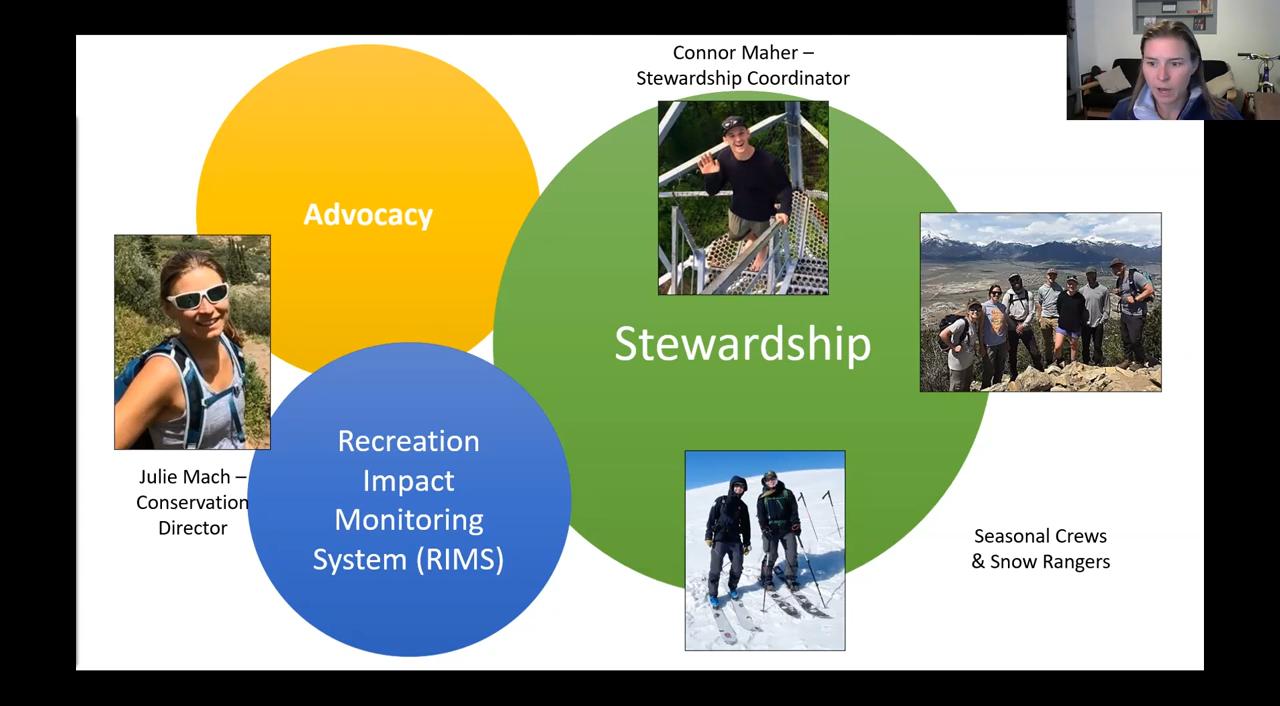 Connor Maher –
Stewardship Coordinator
Advocacy
Stewardship
Julie Mach –
Conservation
Director
Recreation
Impact
Monitoring
System (RIMS)
Seasonal Crews
& Snow Rangers